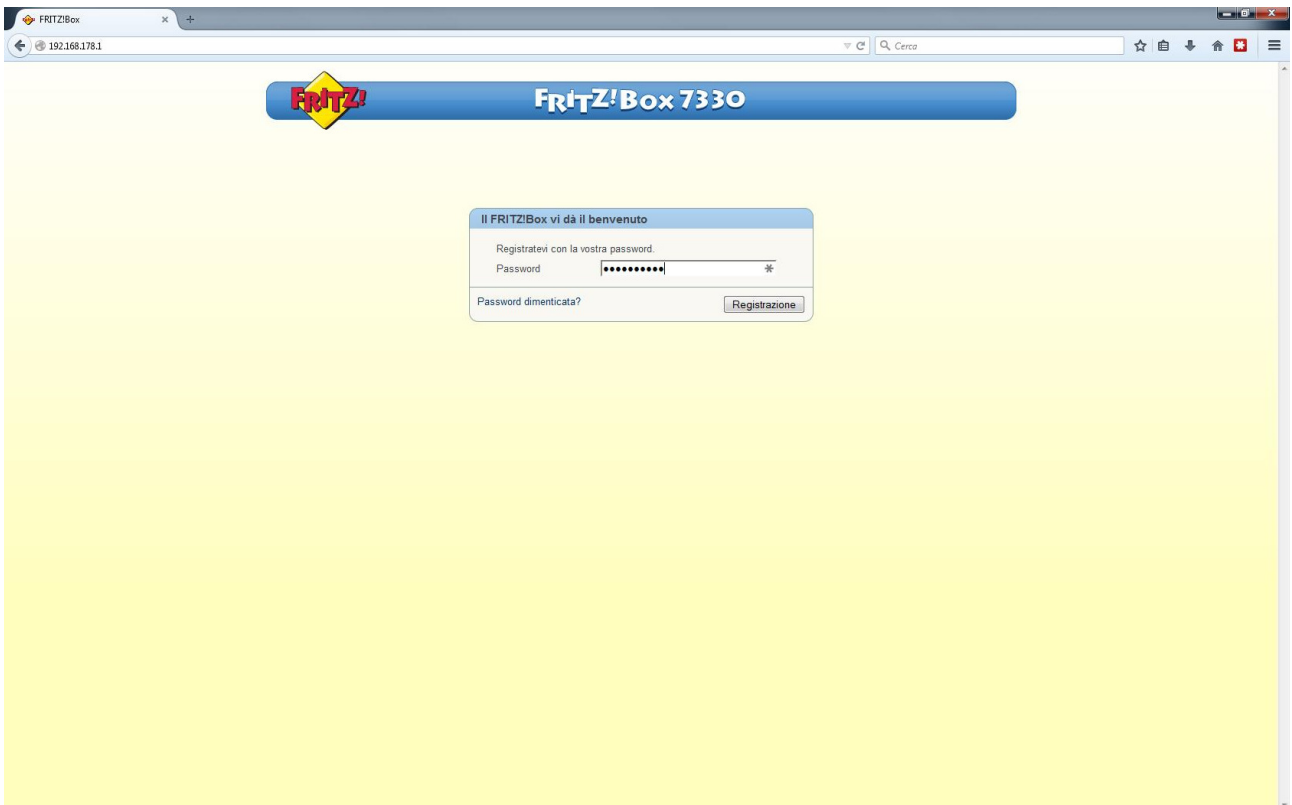 FRITZ!Box
192.168.178.1
Cerca
FRITZ!
FRITZ!Box 7330
Il FRITZ!Box vi dà il benvenuto
Registratevi con la vostra password.
Password ••••••••••
Password dimenticata?
Registrazione